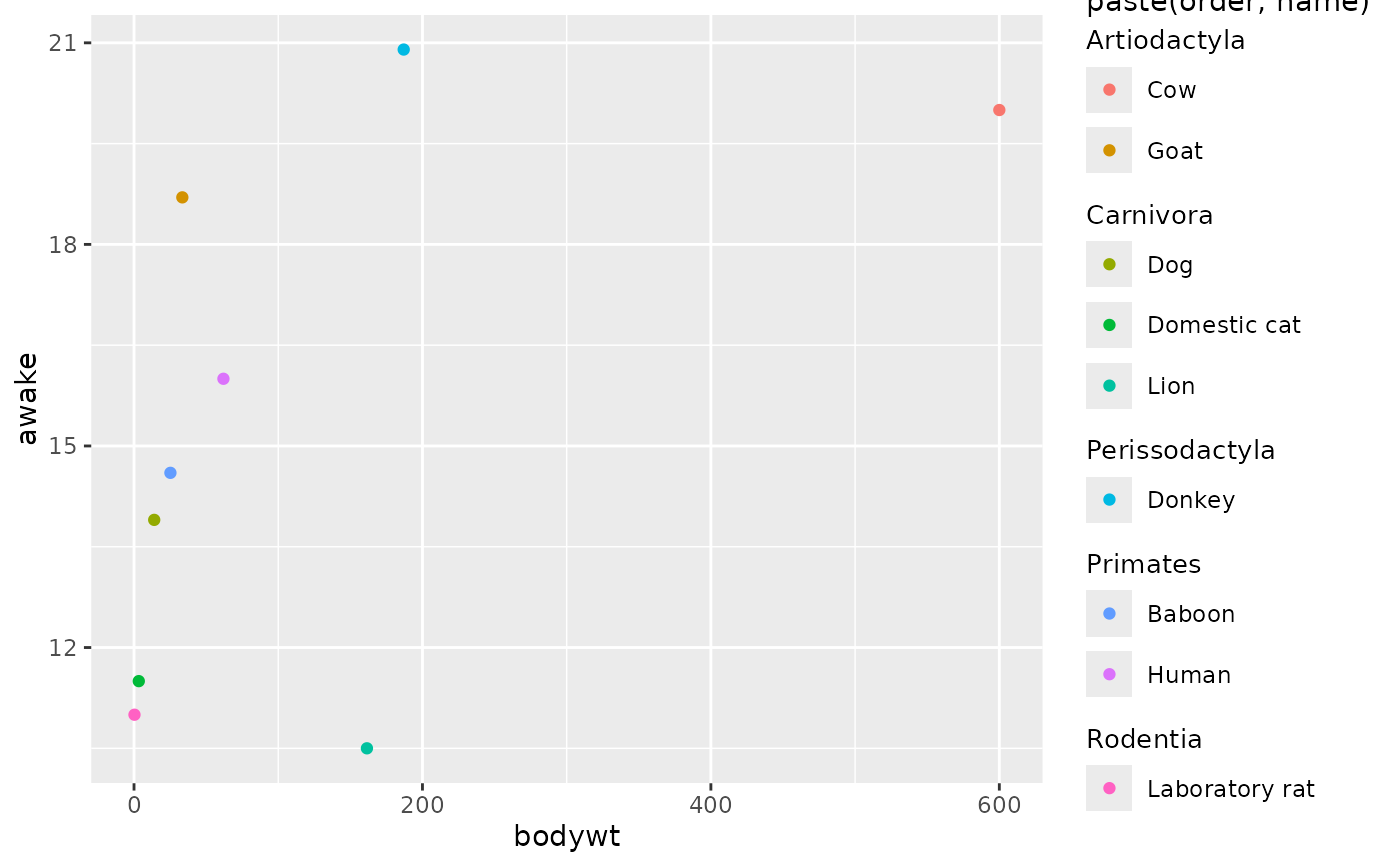 paste(order, name)
Artiodactyla
Cow
Goat
Carnivora
Dog
Domestic cat
Lion
Perissodactyla
Donkey
Primates
Baboon
Human
Rodentia
Laboratory rat
21
18
15
12
awake
0 200 400 600
bodywt